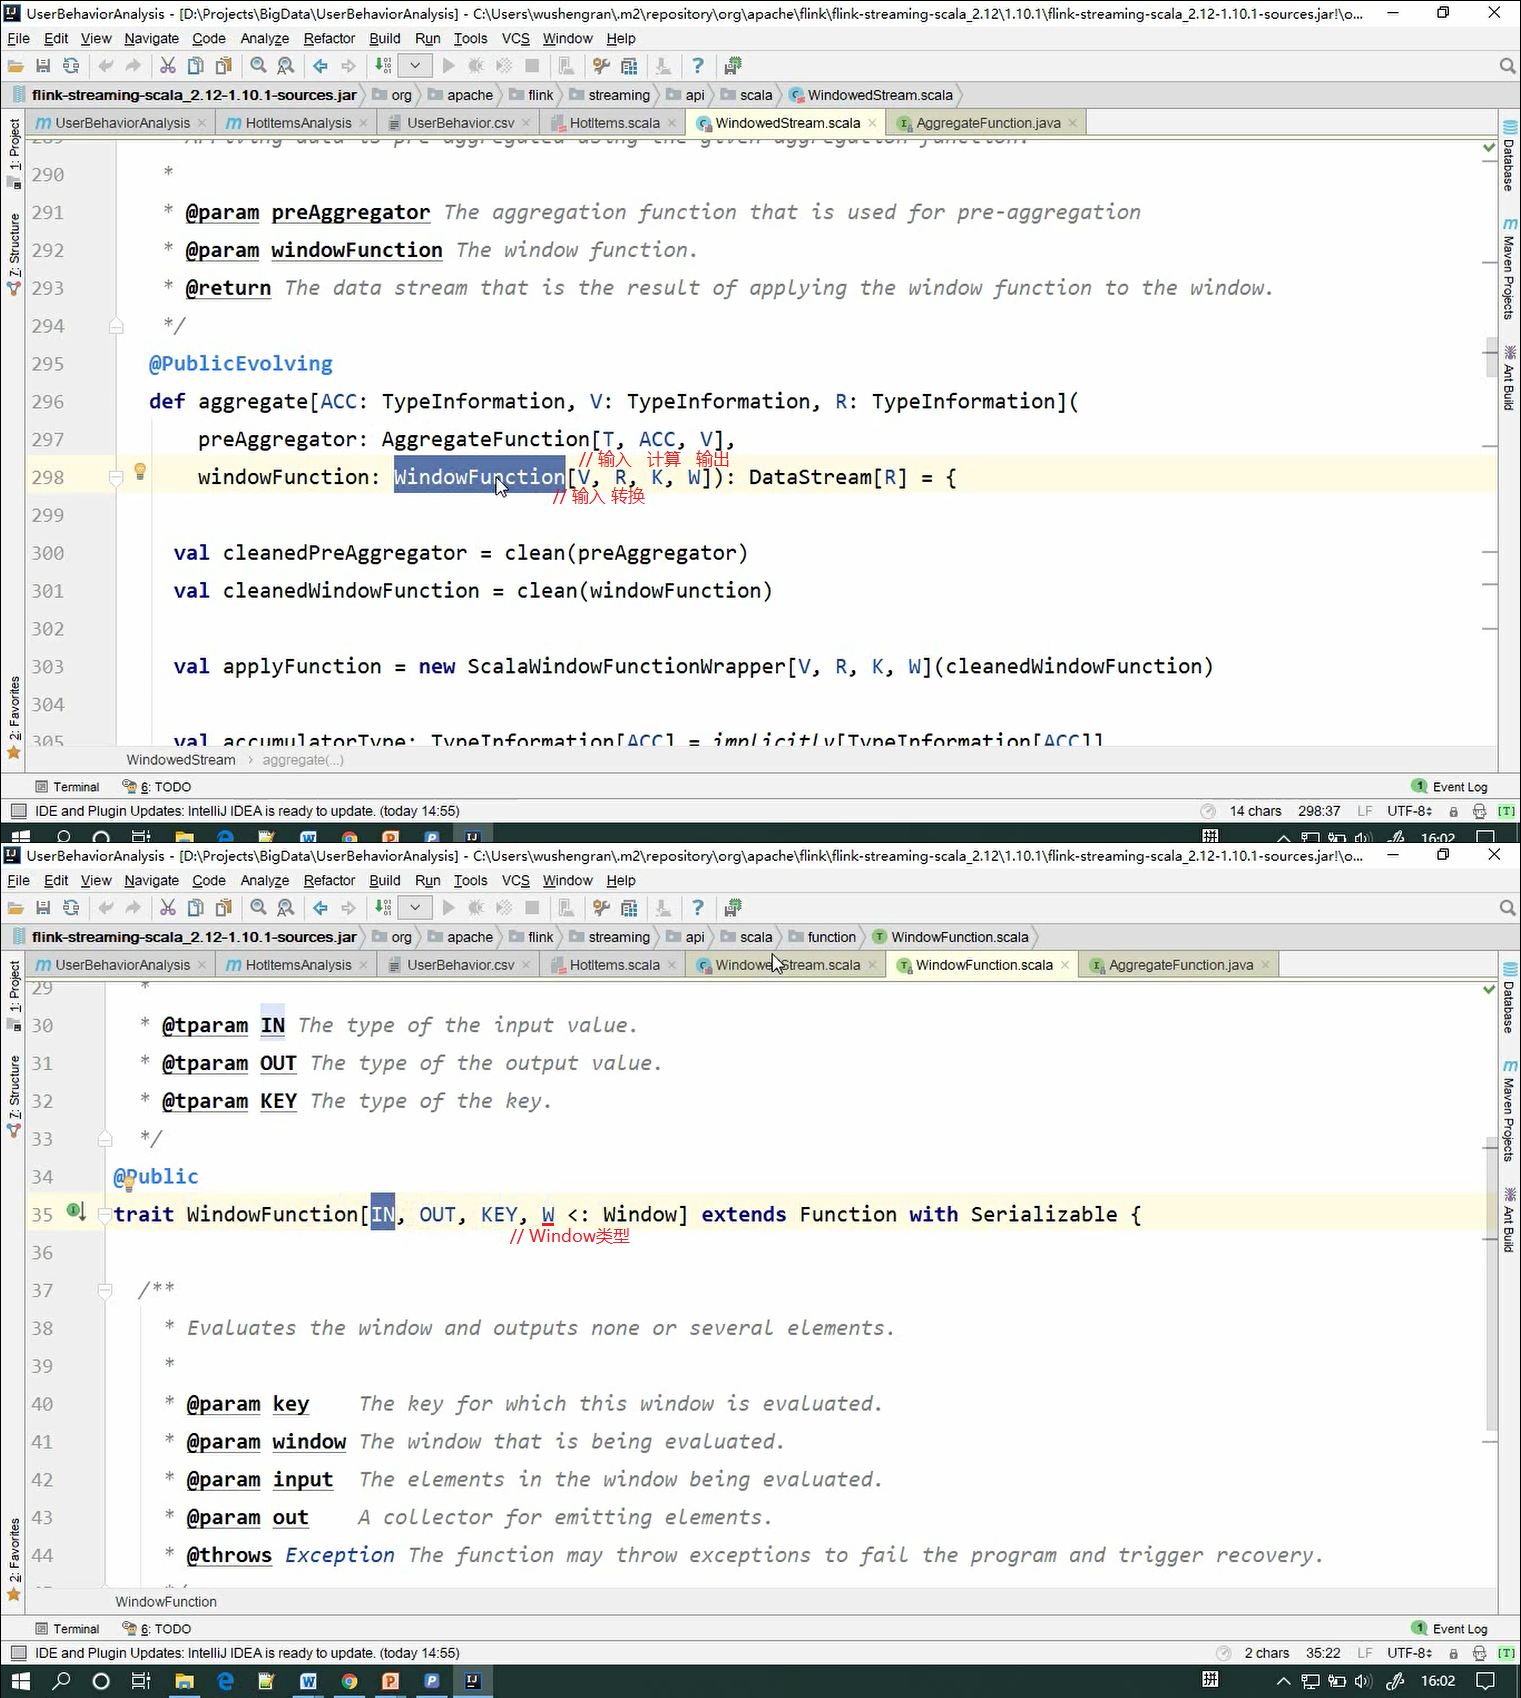 UserBehaviorAnalysis - [D:\Projects\BigData\UserBehaviorAnalysis] - C:\Users\wushengran\.m2\repository\org\apache\flink\flink-streaming-scala_2.12\1.10.1\flink-streaming-scala_2.12-1.10.1-sources.jar!\o...
File Edit View Navigate Code Analyze Refactor Build Run Tools VCS Window Help
flink-streaming-scala_2.12-1.10.1-sources.jar org apache flink streaming api scala WindowedStream.scala
UserBehaviorAnalysis HotItemsAnalysis UserBehavior.csv HotItems.scala WindowedStream.scala AggregateFunction.java
289 * Arriving data is pre-aggregated using the given aggregation function.
290 *
291 * @param preAggregator The aggregation function that is used for pre-aggregation
292 * @param windowFunction The window function.
293 * @return The data stream that is the result of applying the window function to the window.
294 */
295 @PublicEvolving
296 def aggregate[ACC: TypeInformation, V: TypeInformation, R: TypeInformation](
297 preAggregator: AggregateFunction[T, ACC, V],
// 输入 计算 输出
298 windowFunction: WindowFunction[V, R, K, W]): DataStream[R] = {
// 输入 转换
299
300 val cleanedPreAggregator = clean(preAggregator)
301 val cleanedWindowFunction = clean(windowFunction)
302
303 val applyFunction = new ScalaWindowFunctionWrapper[V, R, K, W](cleanedWindowFunction)
304
305 val accumulatorType: TypeInformation[ACC] = implicitly[TypeInformation[ACC]]
WindowedStream › aggregate(...)
1: Project
7: Structure
2: Favorites
Database
Maven Projects
Ant Build
Terminal 6: TODO 1 Event Log
IDE and Plugin Updates: IntelliJ IDEA is ready to update. (today 14:55) 14 chars 298:37 LF UTF-8
拼 16:02
UserBehaviorAnalysis - [D:\Projects\BigData\UserBehaviorAnalysis] - C:\Users\wushengran\.m2\repository\org\apache\flink\flink-streaming-scala_2.12\1.10.1\flink-streaming-scala_2.12-1.10.1-sources.jar!\o...
File Edit View Navigate Code Analyze Refactor Build Run Tools VCS Window Help
flink-streaming-scala_2.12-1.10.1-sources.jar org apache flink streaming api scala function WindowFunction.scala
UserBehaviorAnalysis HotItemsAnalysis UserBehavior.csv HotItems.scala WindowedStream.scala WindowFunction.scala AggregateFunction.java
29 *
30 * @tparam IN The type of the input value.
31 * @tparam OUT The type of the output value.
32 * @tparam KEY The type of the key.
33 */
34 @Public
35 trait WindowFunction[IN, OUT, KEY, W <: Window] extends Function with Serializable {
// Window类型
36
37 /**
38 * Evaluates the window and outputs none or several elements.
39 *
40 * @param key The key for which this window is evaluated.
41 * @param window The window that is being evaluated.
42 * @param input The elements in the window being evaluated.
43 * @param out A collector for emitting elements.
44 * @throws Exception The function may throw exceptions to fail the program and trigger recovery.
WindowFunction
1: Project
7: Structure
2: Favorites
Database
Maven Projects
Ant Build
Terminal 6: TODO 1 Event Log
IDE and Plugin Updates: IntelliJ IDEA is ready to update. (today 14:55) 2 chars 35:22 LF UTF-8
拼 16:02